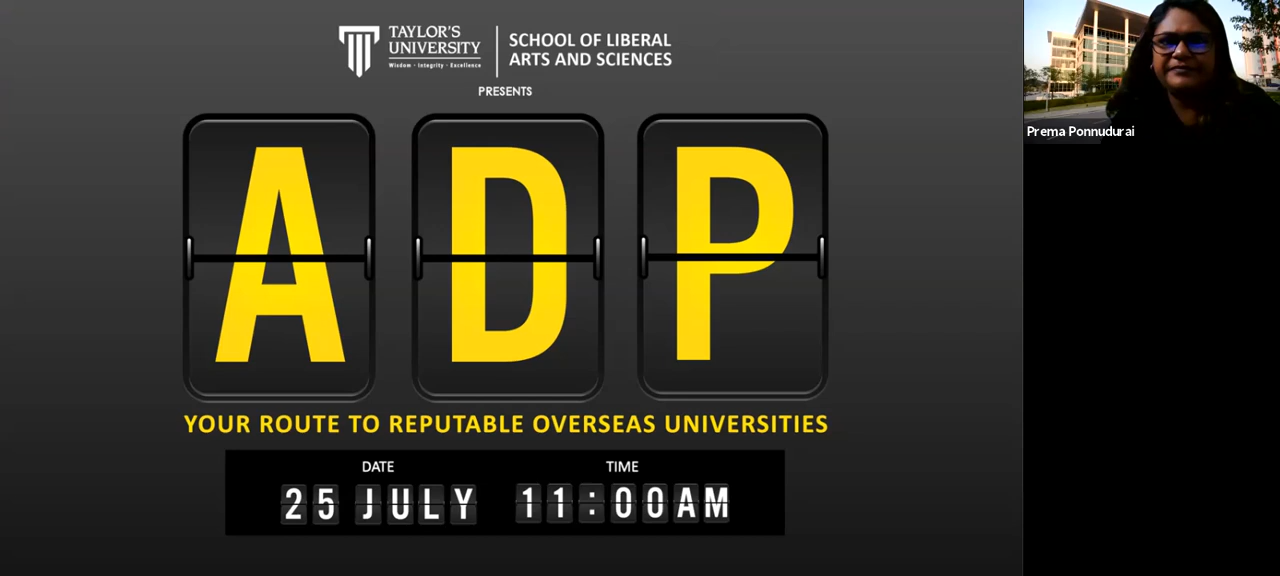 TAYLOR'S
UNIVERSITY
Wisdom · Integrity · Excellence
SCHOOL OF LIBERAL
ARTS AND SCIENCES
PRESENTS
ADP
YOUR ROUTE TO REPUTABLE OVERSEAS UNIVERSITIES
DATE
25 JULY
TIME
11:00AM
Prema Ponnudurai